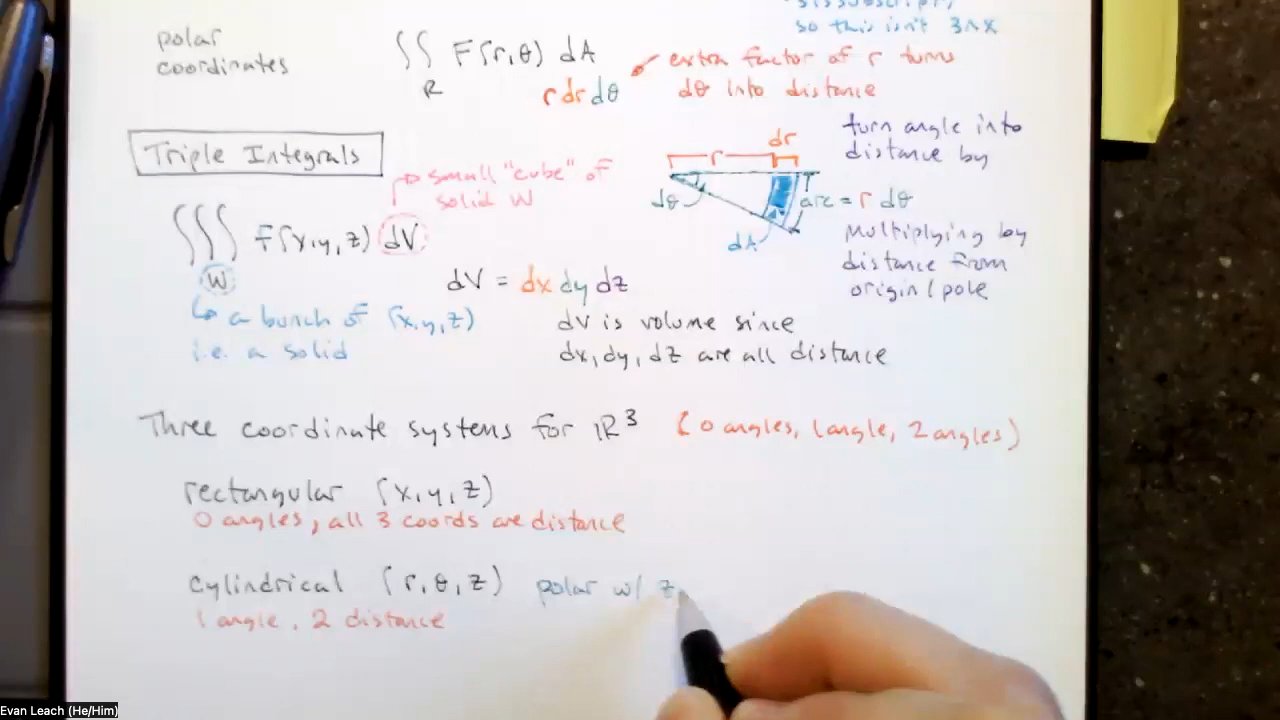 so this isn't 3rx
polar
coordinates
∬ F(r,θ) dA
R
r dr dθ
extra factor of r turns
dθ into distance
Triple Integrals
small "cube" of
solid W
∭ f(x,y,z) dV
W
a bunch of (x,y,z)
i.e. a solid
dV = dx dy dz
dV is volume since
dx, dy, dz are all distance
r
dr
dθ
dA
arc = r dθ
turn angle into
distance by
multiplying by
distance from
origin / pole
Three coordinate systems for ℝ³ (0 angles, 1 angle, 2 angles)
rectangular (x,y,z)
0 angles, all 3 coords are distance
cylindrical (r,θ,z) polar w/ z
1 angle, 2 distance
Evan Leach (He/Him)